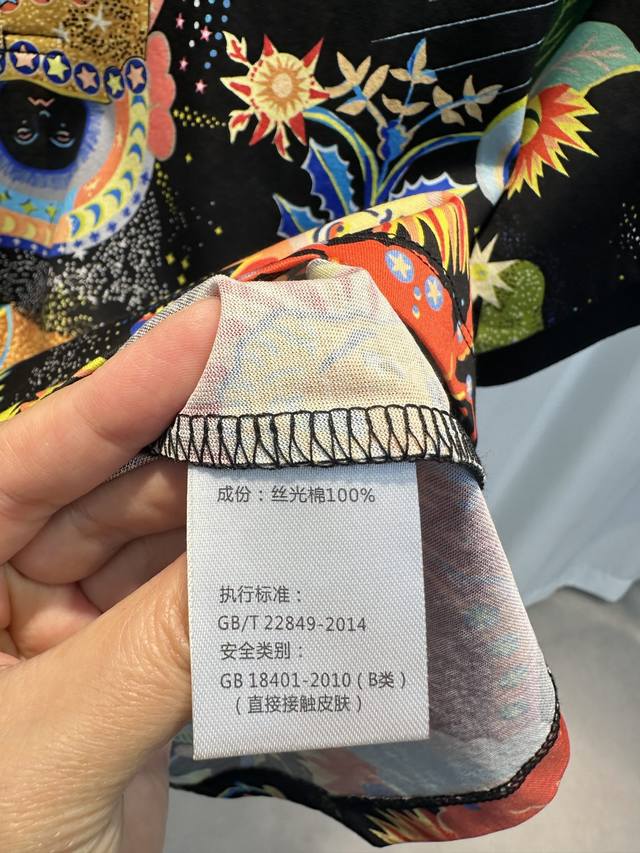 成份：丝光棉100%
执行标准：
GB/T 22849-2014
安全类别：
GB 18401-2010（B类）
（直接接触皮肤）